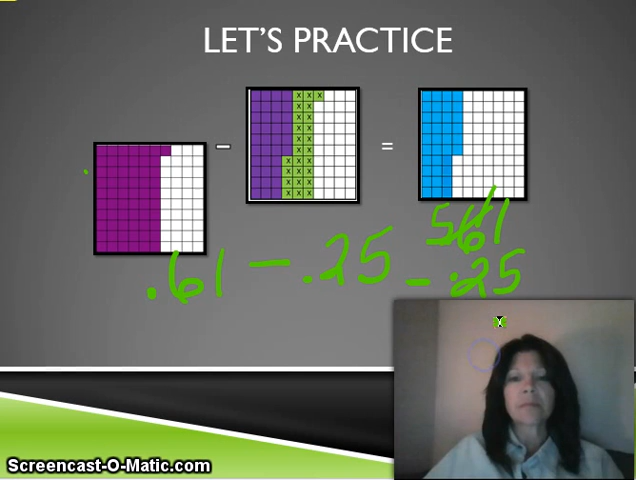 LET'S PRACTICE
x x x
x x
x x
x x
x x
x x
x x x
x x x
x x x
x x x
-
=
.61 - .25
561
- .25
Screencast-O-Matic.com